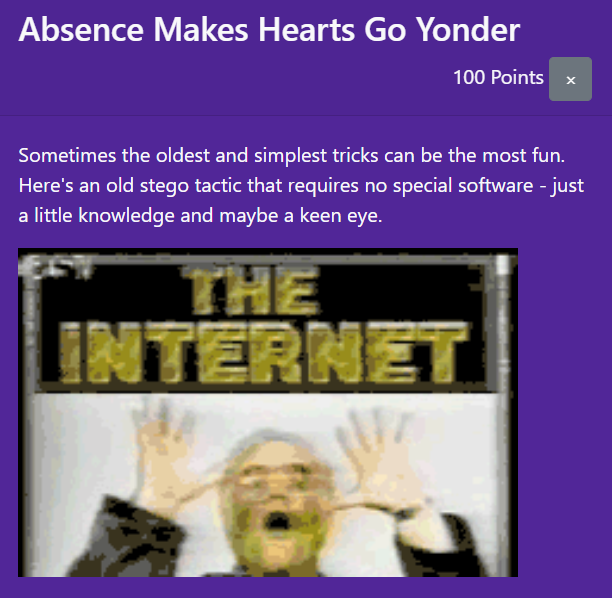 Absence Makes Hearts Go Yonder
100 Points ×
Sometimes the oldest and simplest tricks can be the most fun.
Here's an old stego tactic that requires no special software - just
a little knowledge and maybe a keen eye.
THE
INTERNET